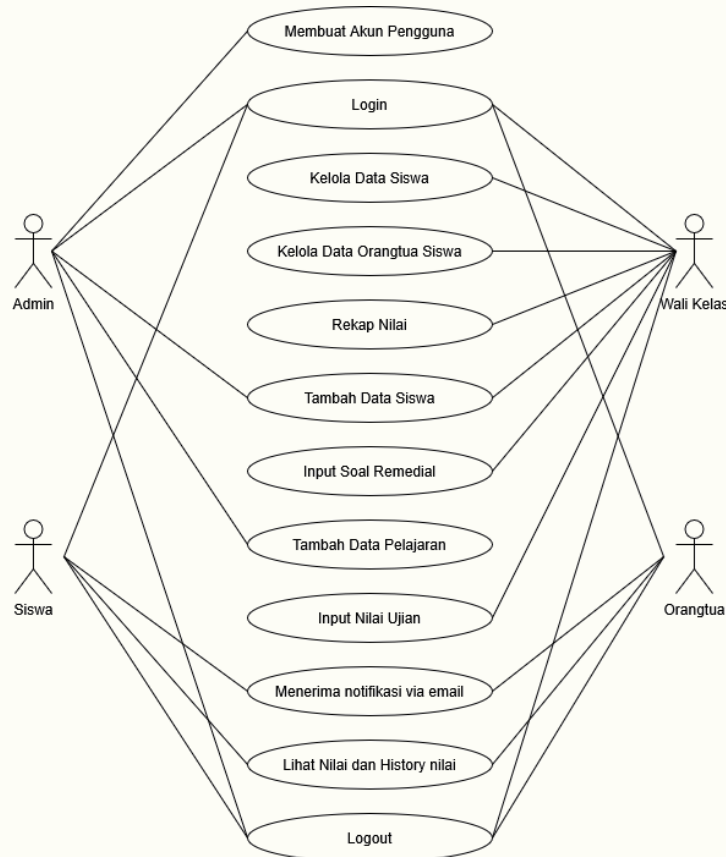 Membuat Akun Pengguna
Login
Kelola Data Siswa
Kelola Data Orangtua Siswa
Admin
Wali Kelas
Rekap Nilai
Tambah Data Siswa
Input Soal Remedial
Tambah Data Pelajaran
Siswa
Orangtua
Input Nilai Ujian
Menerima notifikasi via email
Lihat Nilai dan History nilai
Logout